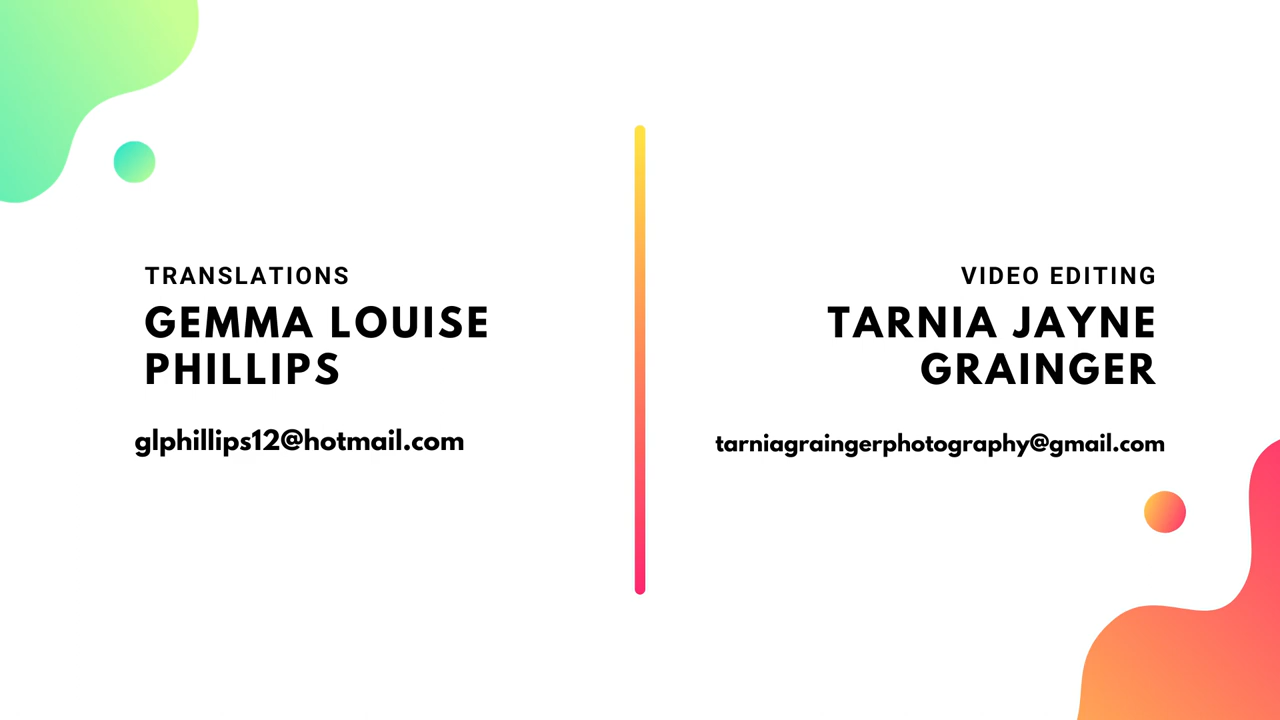 TRANSLATIONS
GEMMA LOUISE
PHILLIPS
glphillips12@hotmail.com
VIDEO EDITING
TARNIA JAYNE
GRAINGER
tarniagraingerphotography@gmail.com